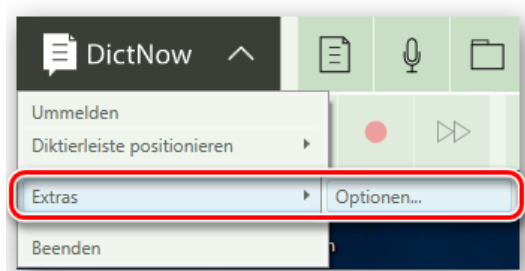 DictNow
Ummelden
Diktierleiste positionieren
Extras
Optionen...
Beenden